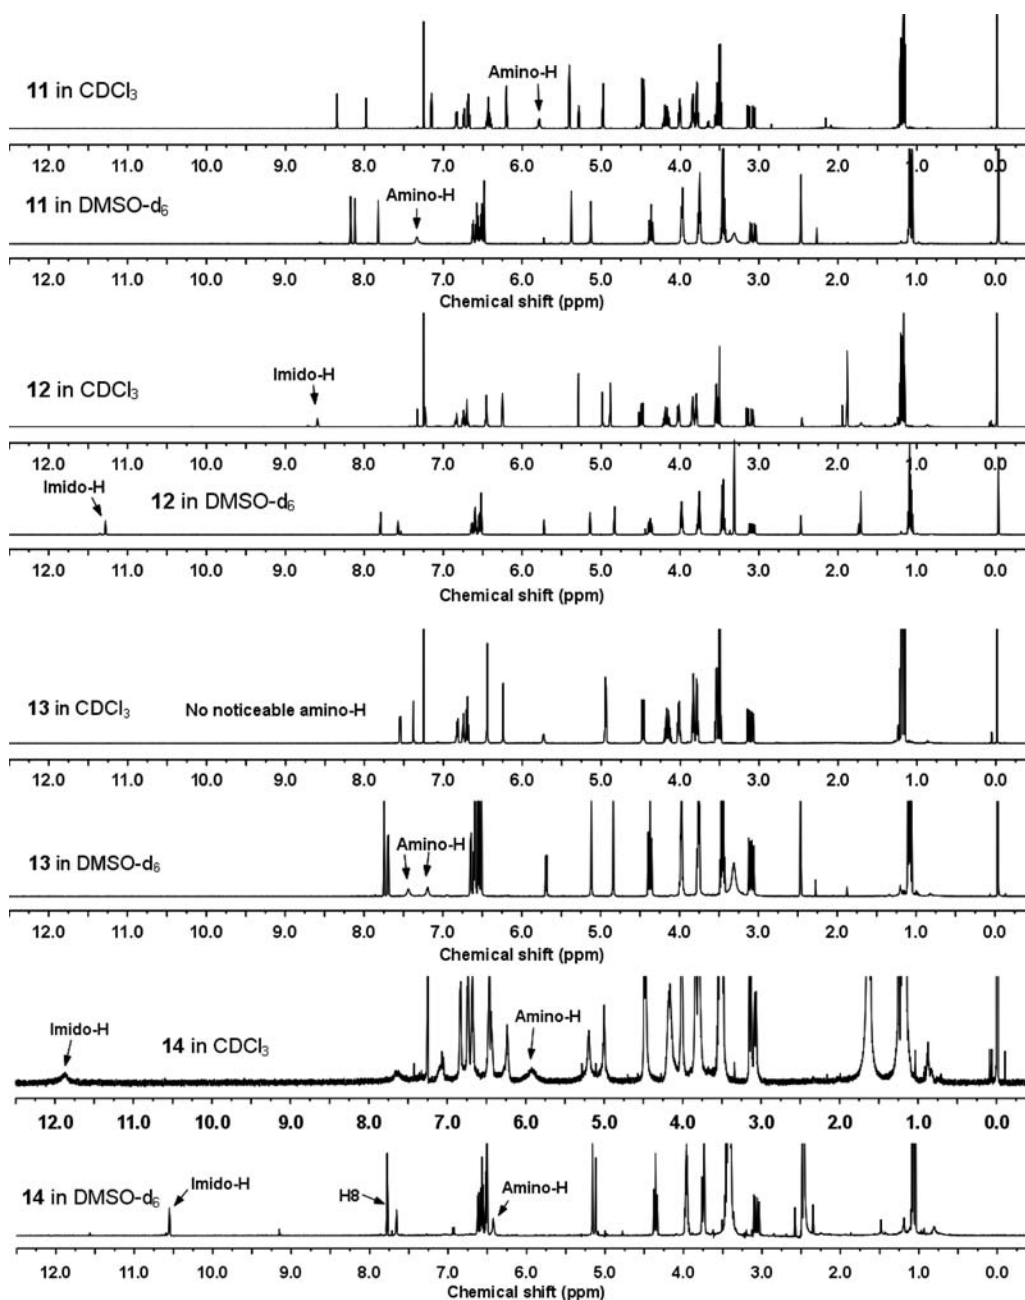 Amino-H
11 in CDCl₃
12.0 11.0 10.0 9.0 8.0 7.0 6.0 5.0 4.0 3.0 2.0 1.0 0.0
Amino-H
11 in DMSO-d₆
12.0 11.0 10.0 9.0 8.0 7.0 6.0 5.0 4.0 3.0 2.0 1.0 0.0
Chemical shift (ppm)
Imido-H
12 in CDCl₃
12.0 11.0 10.0 9.0 8.0 7.0 6.0 5.0 4.0 3.0 2.0 1.0 0.0
Imido-H
12 in DMSO-d₆
12.0 11.0 10.0 9.0 8.0 7.0 6.0 5.0 4.0 3.0 2.0 1.0 0.0
Chemical shift (ppm)
13 in CDCl₃ No noticeable amino-H
12.0 11.0 10.0 9.0 8.0 7.0 6.0 5.0 4.0 3.0 2.0 1.0 0.0
Amino-H
13 in DMSO-d₆
12.0 11.0 10.0 9.0 8.0 7.0 6.0 5.0 4.0 3.0 2.0 1.0 0.0
Chemical shift (ppm)
Imido-H
14 in CDCl₃
Amino-H
12.0 11.0 10.0 9.0 8.0 7.0 6.0 5.0 4.0 3.0 2.0 1.0 0.0
14 in DMSO-d₆ Imido-H H8 Amino-H
12.0 11.0 10.0 9.0 8.0 7.0 6.0 5.0 4.0 3.0 2.0 1.0 0.0
Chemical shift (ppm)